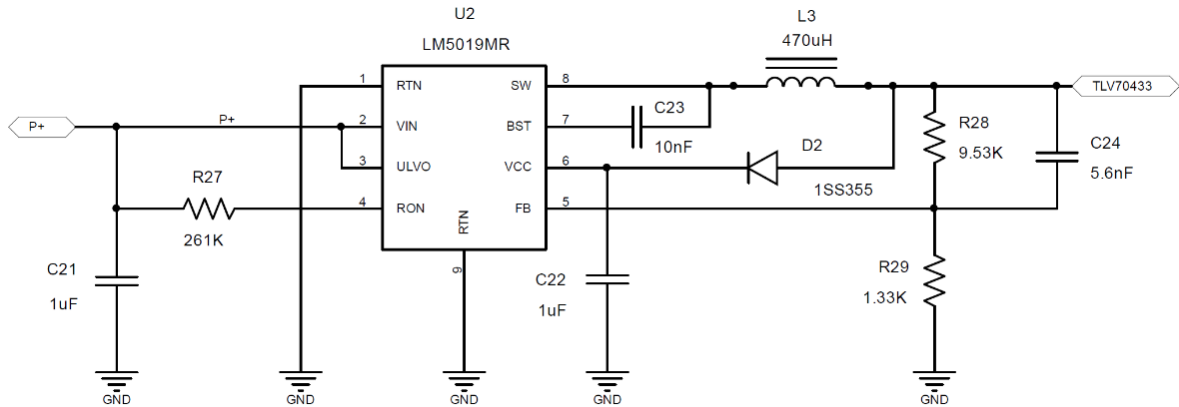 U2
LM5019MR
L3
470uH
1
RTN
SW
8
TLV70433
P+
P+
2
VIN
BST
7
C23
10nF
R28
9.53K
C24
5.6nF
3
ULVO
VCC
6
D2
1SS355
R27
261K
4
RON
FB
5
RTN
9
C21
1uF
C22
1uF
R29
1.33K
GND
GND
GND
GND
GND